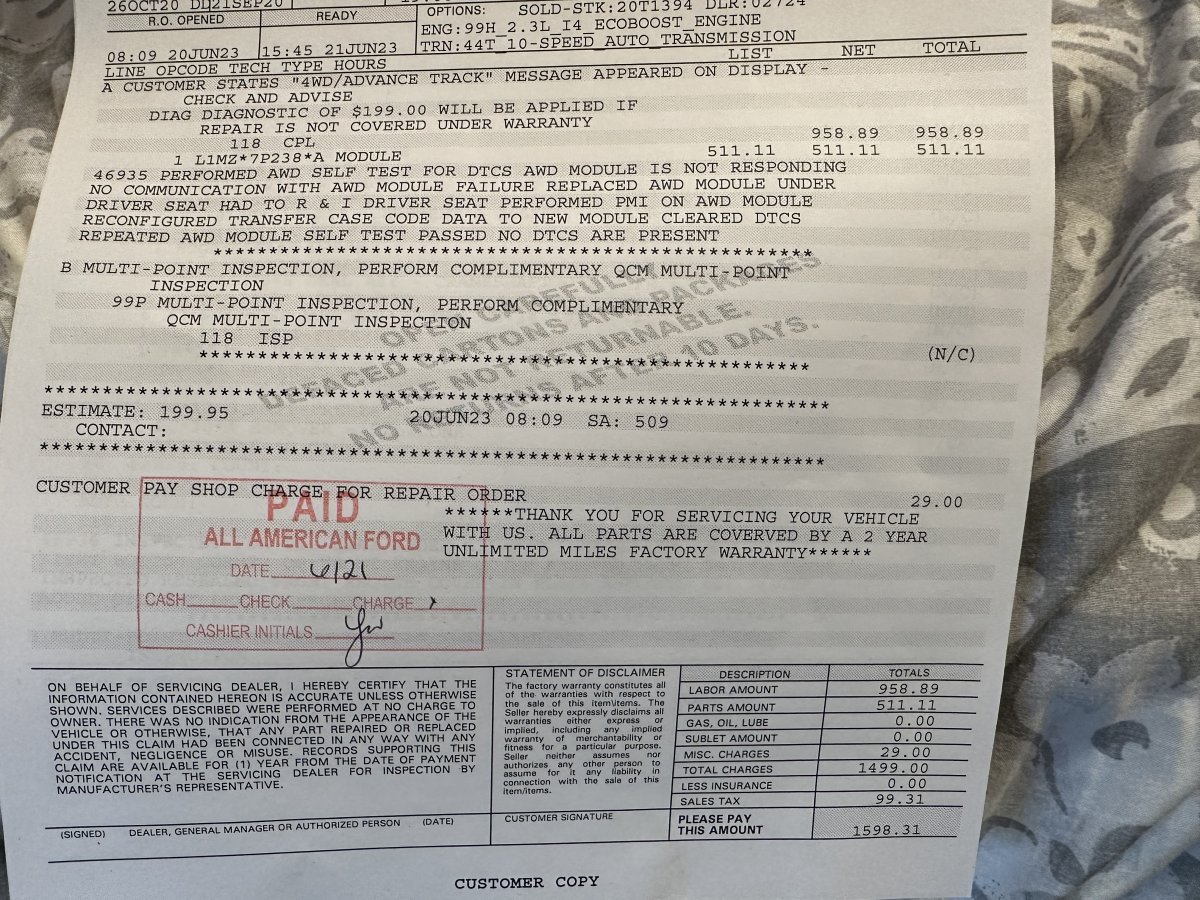 26OCT20 DD21SEP20
R.O. OPENED READY
OPTIONS: SOLD-STK:20T1394 DLR:02724
ENG:99H_2.3L_I4_ECOBOOST_ENGINE
TRN:44T_10-SPEED_AUTO_TRANSMISSION
08:09 20JUN23 15:45 21JUN23
LINE OPCODE TECH TYPE HOURS LIST NET TOTAL
A CUSTOMER STATES "4WD/ADVANCE TRACK" MESSAGE APPEARED ON DISPLAY -
CHECK AND ADVISE
DIAG DIAGNOSTIC OF $199.00 WILL BE APPLIED IF
REPAIR IS NOT COVERED UNDER WARRANTY
118 CPL 958.89 958.89
1 L1MZ*7P238*A MODULE 511.11 511.11 511.11
46935 PERFORMED AWD SELF TEST FOR DTCS AWD MODULE IS NOT RESPONDING
NO COMMUNICATION WITH AWD MODULE FAILURE REPLACED AWD MODULE UNDER
DRIVER SEAT HAD TO R & I DRIVER SEAT PERFORMED PMI ON AWD MODULE
RECONFIGURED TRANSFER CASE CODE DATA TO NEW MODULE CLEARED DTCS
REPEATED AWD MODULE SELF TEST PASSED NO DTCS ARE PRESENT
****************************************************
B MULTI-POINT INSPECTION, PERFORM COMPLIMENTARY QCM MULTI-POINT
INSPECTION
99P MULTI-POINT INSPECTION, PERFORM COMPLIMENTARY
QCM MULTI-POINT INSPECTION
118 ISP (N/C)
****************************************************
OPEN CAREFULLY
DEFACED CARTONS AND PACKAGES
ARE NOT RETURNABLE.
NO RETURNS AFTER 10 DAYS.
********************************************************************
ESTIMATE: 199.95 20JUN23 08:09 SA: 509
CONTACT:
********************************************************************
CUSTOMER PAY SHOP CHARGE FOR REPAIR ORDER 29.00
******THANK YOU FOR SERVICING YOUR VEHICLE
WITH US. ALL PARTS ARE COVERVED BY A 2 YEAR
UNLIMITED MILES FACTORY WARRANTY******
PAID
ALL AMERICAN FORD
DATE 6/21
CASH CHECK CHARGE
CASHIER INITIALS
ON BEHALF OF SERVICING DEALER, I HEREBY CERTIFY THAT THE
INFORMATION CONTAINED HEREON IS ACCURATE UNLESS OTHERWISE
SHOWN. SERVICES DESCRIBED WERE PERFORMED AT NO CHARGE TO
OWNER. THERE WAS NO INDICATION FROM THE APPEARANCE OF THE
VEHICLE OR OTHERWISE, THAT ANY PART REPAIRED OR REPLACED
UNDER THIS CLAIM HAD BEEN CONNECTED IN ANY WAY WITH ANY
ACCIDENT, NEGLIGENCE OR MISUSE. RECORDS SUPPORTING THIS
CLAIM ARE AVAILABLE FOR (1) YEAR FROM THE DATE OF PAYMENT
NOTIFICATION AT THE SERVICING DEALER FOR INSPECTION BY
MANUFACTURER'S REPRESENTATIVE.
(SIGNED) DEALER, GENERAL MANAGER OR AUTHORIZED PERSON (DATE)
STATEMENT OF DISCLAIMER
The factory warranty constitutes all
of the warranties with respect to
the sale of this item/items. The
Seller hereby expressly disclaims all
warranties either express or
implied, including any implied
warranty of merchantability or
fitness for a particular purpose.
Seller neither assumes nor
authorizes any other person to
assume for it any liability in
connection with the sale of this
item/items.
CUSTOMER SIGNATURE
DESCRIPTION TOTALS
LABOR AMOUNT 958.89
PARTS AMOUNT 511.11
GAS, OIL, LUBE 0.00
SUBLET AMOUNT 0.00
MISC. CHARGES 29.00
TOTAL CHARGES 1499.00
LESS INSURANCE 0.00
SALES TAX 99.31
PLEASE PAY
THIS AMOUNT 1598.31
CUSTOMER COPY